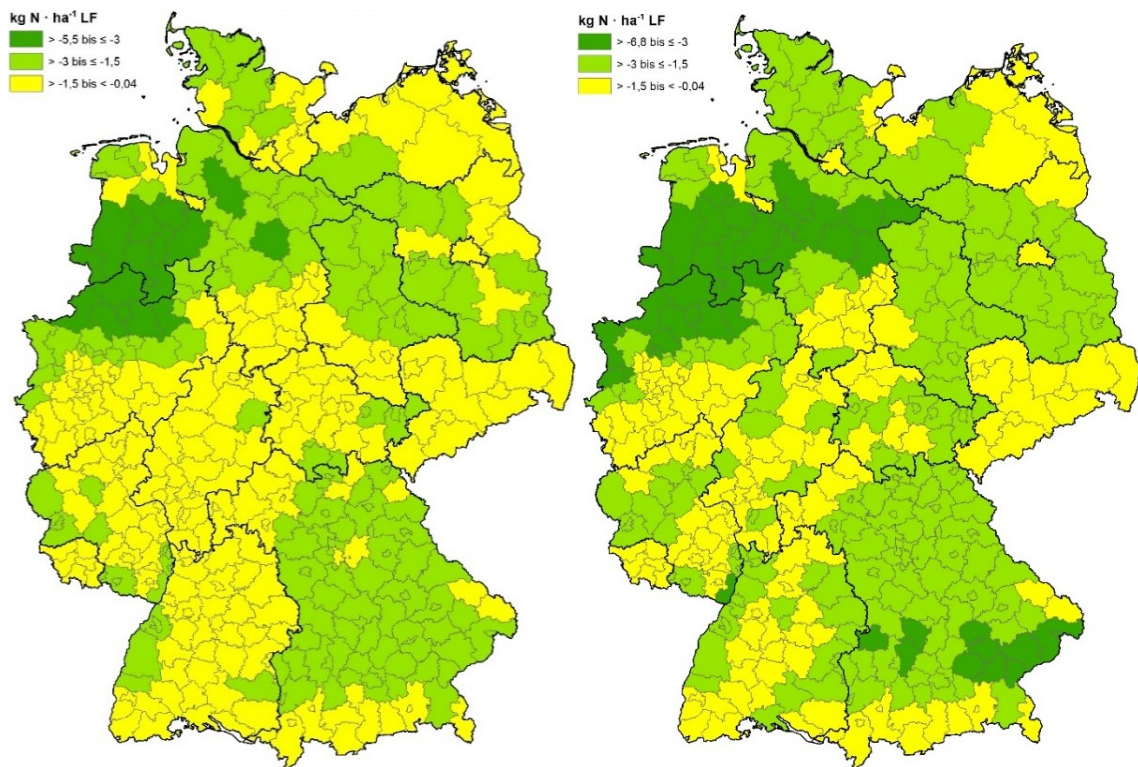 kg N · ha⁻¹ LF
> -5,5 bis ≤ -3
> -3 bis ≤ -1,5
> -1,5 bis < -0,04
kg N · ha⁻¹ LF
> -6,8 bis ≤ -3
> -3 bis ≤ -1,5
> -1,5 bis < -0,04